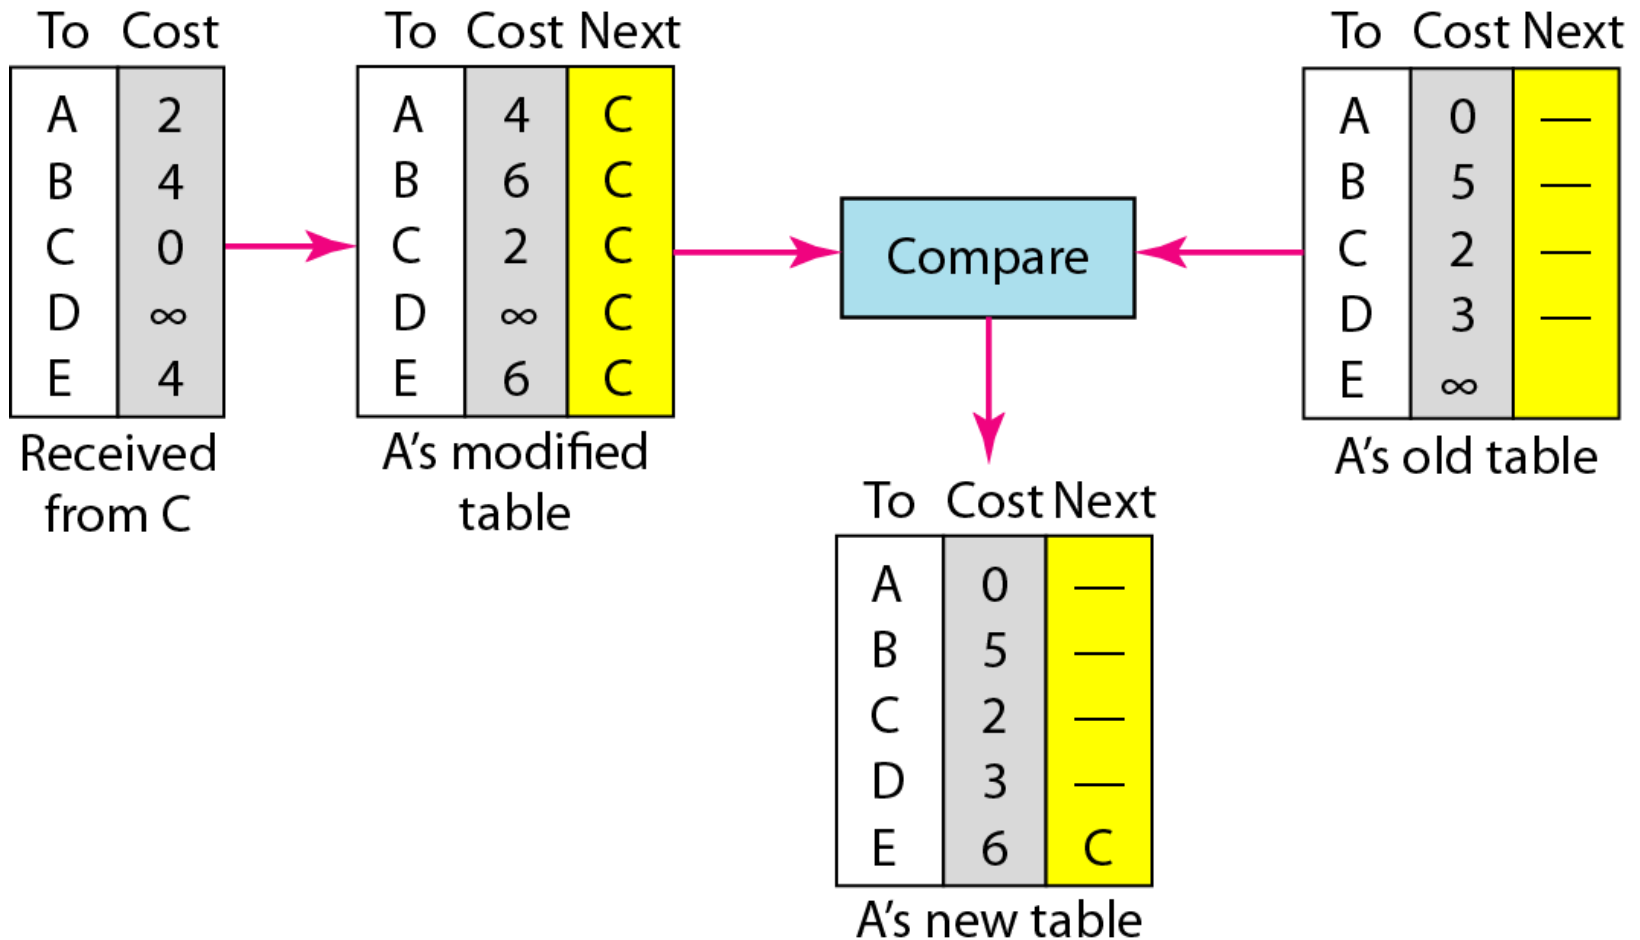 To Cost
A 2
B 4
C 0
D ∞
E 4
Received
from C
To Cost Next
A 4 C
B 6 C
C 2 C
D ∞ C
E 6 C
A's modified
table
Compare
To Cost Next
A 0 —
B 5 —
C 2 —
D 3 —
E ∞
A's old table
To Cost Next
A 0 —
B 5 —
C 2 —
D 3 —
E 6 C
A's new table